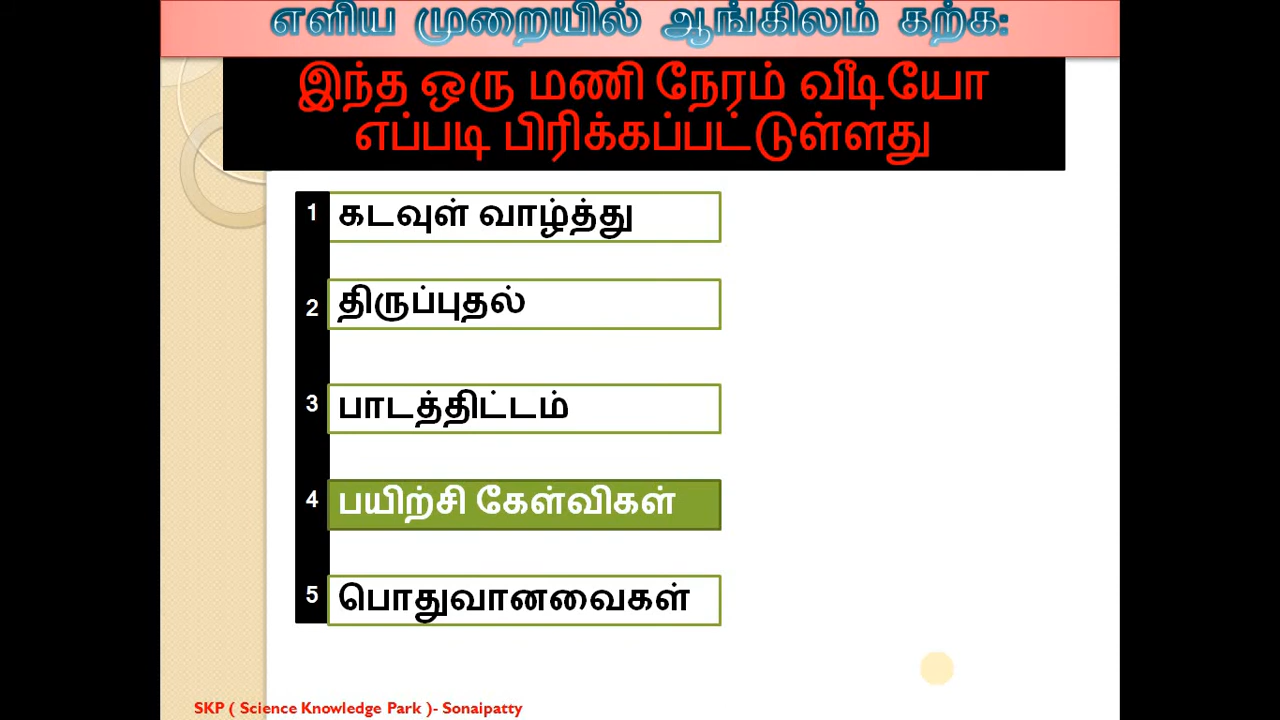 எளிய முறையில் ஆங்கிலம் கற்க:
இந்த ஒரு மணி நேரம் வீடியோ
எப்படி பிரிக்கப்பட்டுள்ளது
1 கடவுள் வாழ்த்து
2 திருப்புதல்
3 பாடத்திட்டம்
4 பயிற்சி கேள்விகள்
5 பொதுவானவைகள்
SKP ( Science Knowledge Park )- Sonaipatty